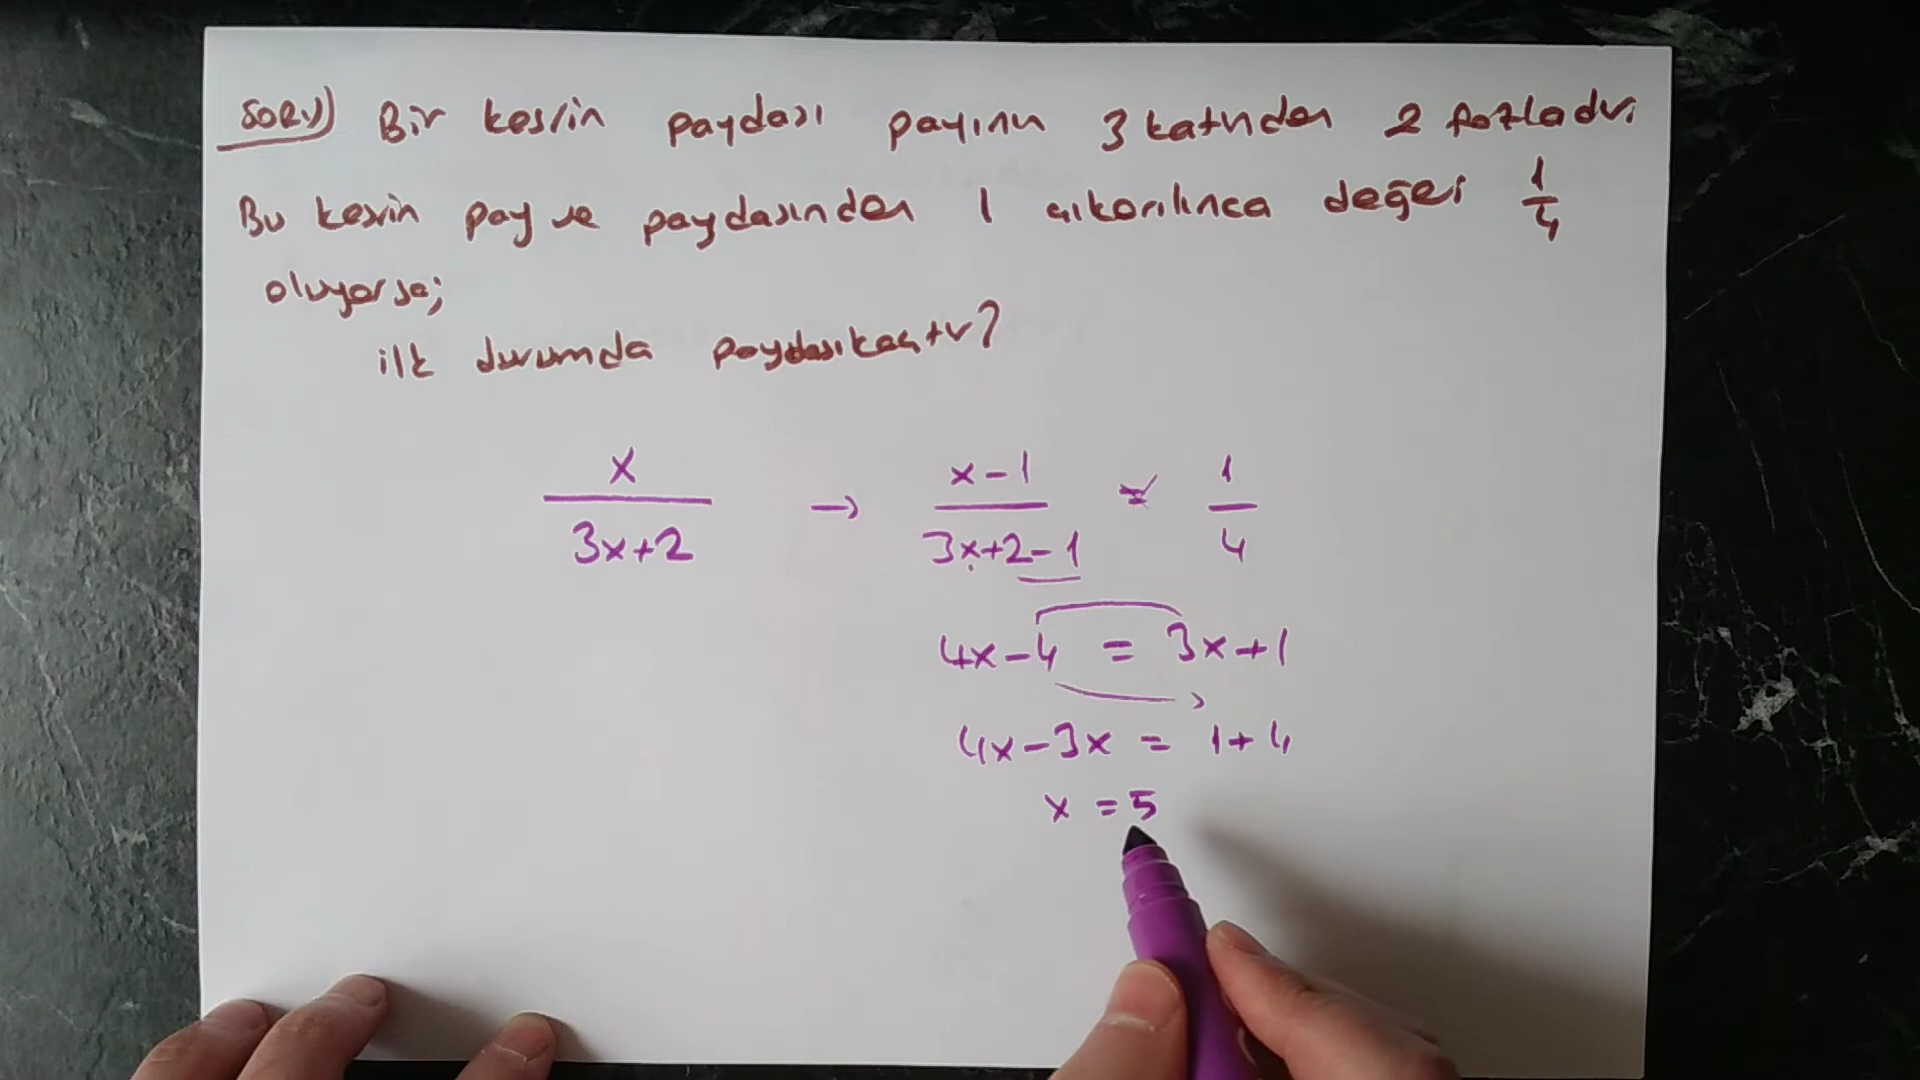 SORU) Bir kesrin paydası payının 3 katından 2 fazladır.
Bu kesrin pay ve paydasından 1 çıkarılınca değeri 1/4
oluyorsa;
ilk durumda paydası kaçtır?
x/3x+2 → x-1/3x+2-1 = 1/4
4x-4 = 3x+1
4x-3x = 1+4
x = 5